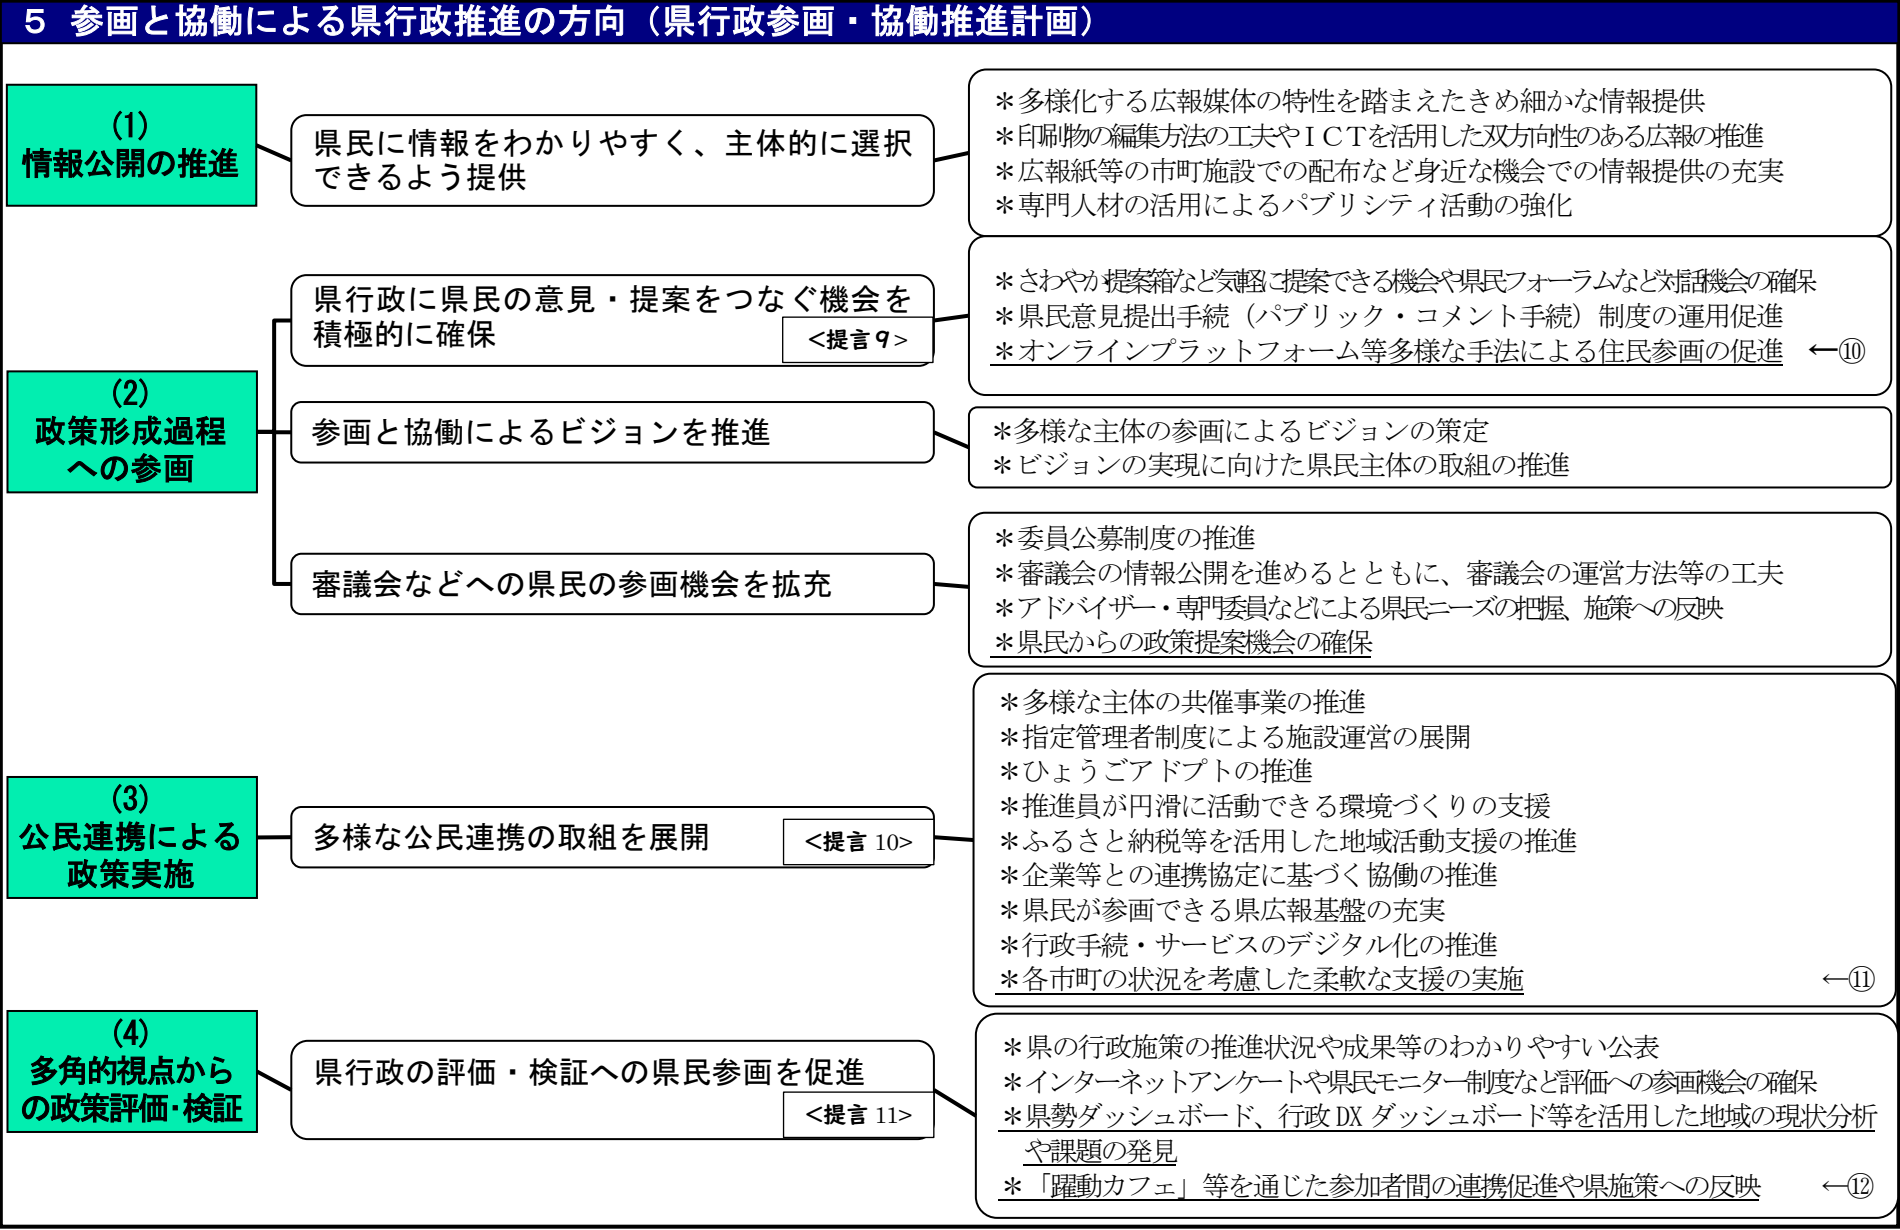 ５ 参画と協働による県行政推進の方向（県行政参画・協働推進計画）
(1)
情報公開の推進
県民に情報をわかりやすく、主体的に選択
できるよう提供
＊多様化する広報媒体の特性を踏まえたきめ細かな情報提供
＊印刷物の編集方法の工夫やＩＣＴを活用した双方向性のある広報の推進
＊広報紙等の市町施設での配布など身近な機会での情報提供の充実
＊専門人材の活用によるパブリシティ活動の強化
(2)
政策形成過程
への参画
県行政に県民の意見・提案をつなぐ機会を
積極的に確保
<提言９>
＊さわやか提案箱など気軽に提案できる機会や県民フォーラムなど対話機会の確保
＊県民意見提出手続（パブリック・コメント手続）制度の運用促進
＊オンラインプラットフォーム等多様な手法による住民参画の促進 ←⑩
参画と協働によるビジョンを推進
＊多様な主体の参画によるビジョンの策定
＊ビジョンの実現に向けた県民主体の取組の推進
審議会などへの県民の参画機会を拡充
＊委員公募制度の推進
＊審議会の情報公開を進めるとともに、審議会の運営方法等の工夫
＊アドバイザー・専門委員などによる県民ニーズの把握、施策への反映
＊県民からの政策提案機会の確保
(3)
公民連携による
政策実施
多様な公民連携の取組を展開
<提言 10>
＊多様な主体の共催事業の推進
＊指定管理者制度による施設運営の展開
＊ひょうごアドプトの推進
＊推進員が円滑に活動できる環境づくりの支援
＊ふるさと納税等を活用した地域活動支援の推進
＊企業等との連携協定に基づく協働の推進
＊県民が参画できる県広報基盤の充実
＊行政手続・サービスのデジタル化の推進
＊各市町の状況を考慮した柔軟な支援の実施 ←⑪
(4)
多角的視点から
の政策評価・検証
県行政の評価・検証への県民参画を促進
<提言 11>
＊県の行政施策の推進状況や成果等のわかりやすい公表
＊インターネットアンケートや県民モニター制度など評価への参画機会の確保
＊県勢ダッシュボード、行政 DX ダッシュボード等を活用した地域の現状分析
や課題の発見
＊「躍動カフェ」等を通じた参加者間の連携促進や県施策への反映 ←⑫